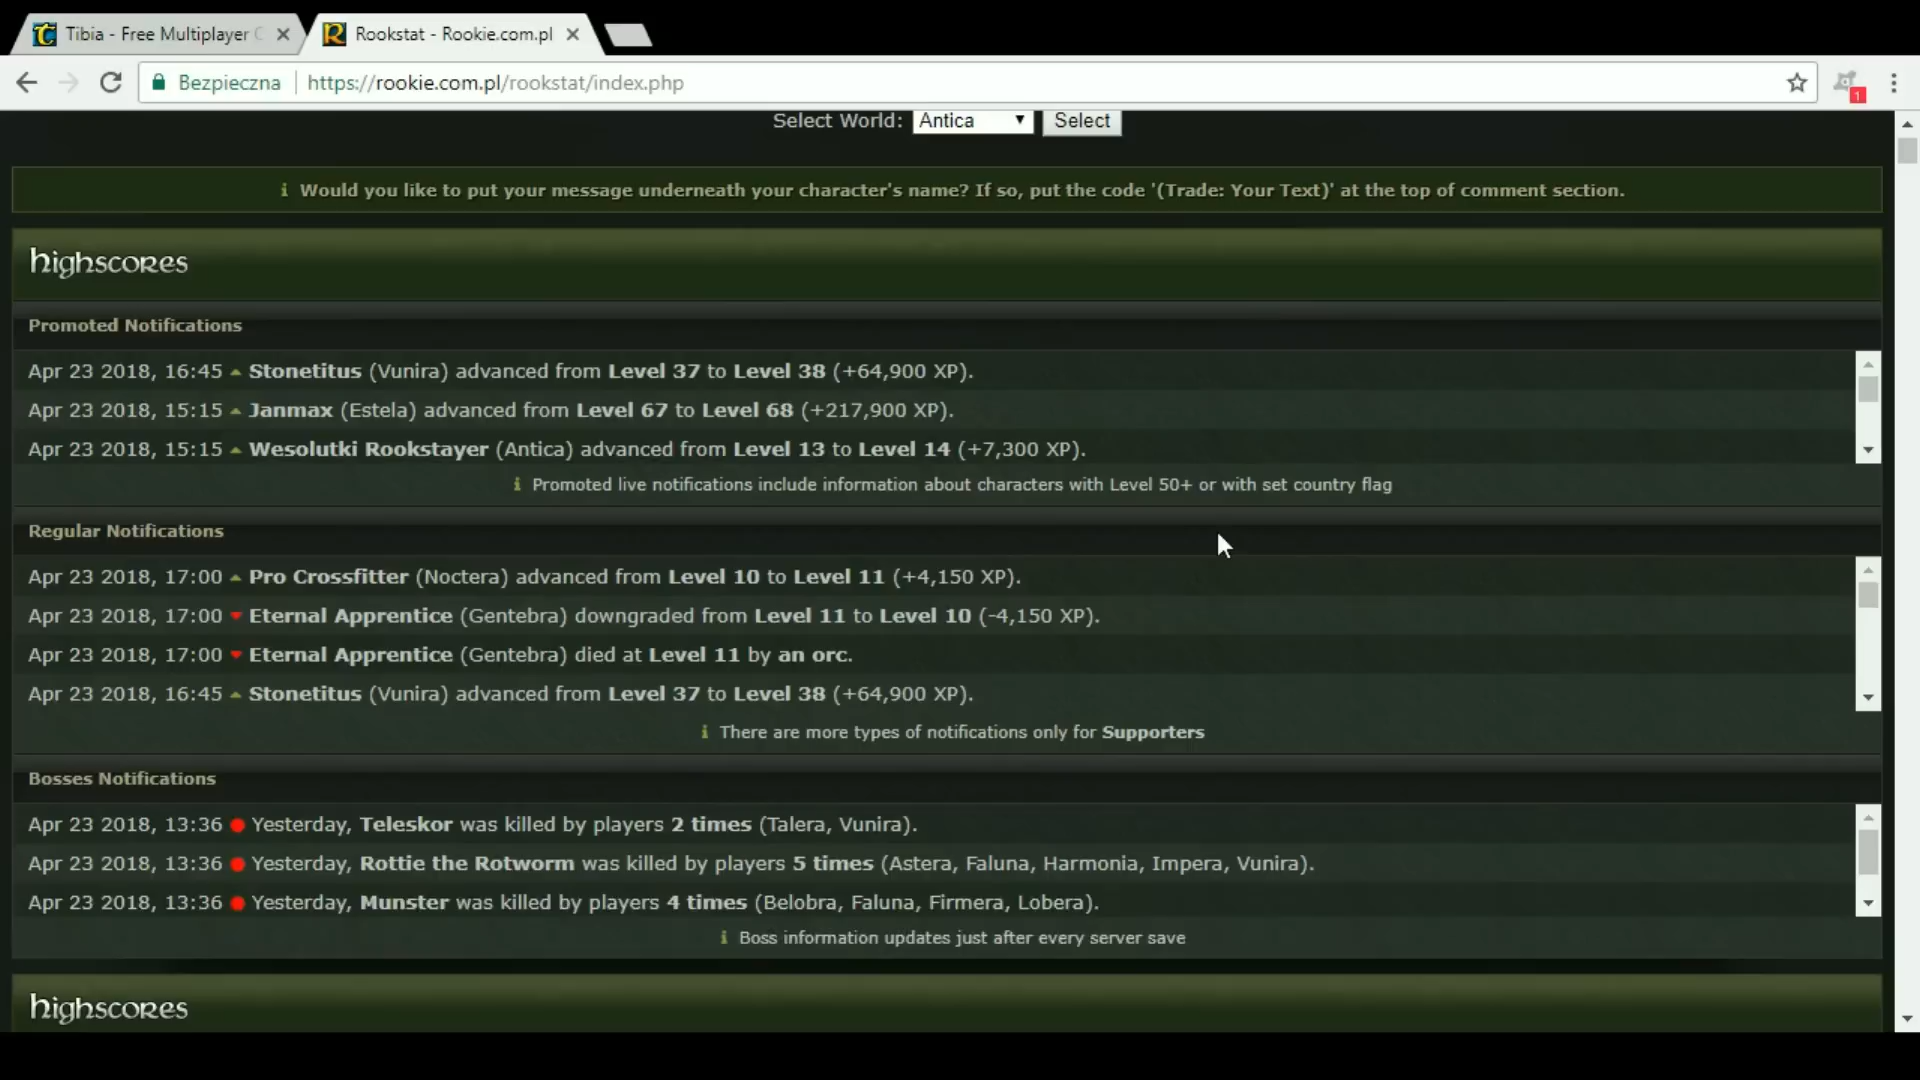 Tibia - Free Multiplayer
Rookstat - Rookie.com.pl
Bezpieczna
https://rookie.com.pl/rookstat/index.php
1
Select World: Antica Select
Would you like to put your message underneath your character's name? If so, put the code '(Trade: Your Text)' at the top of comment section.
highscores
Promoted Notifications
Apr 23 2018, 16:45 Stonetitus (Vunira) advanced from Level 37 to Level 38 (+64,900 XP).
Apr 23 2018, 15:15 Janmax (Estela) advanced from Level 67 to Level 68 (+217,900 XP).
Apr 23 2018, 15:15 Wesolutki Rookstayer (Antica) advanced from Level 13 to Level 14 (+7,300 XP).
Promoted live notifications include information about characters with Level 50+ or with set country flag
Regular Notifications
Apr 23 2018, 17:00 Pro Crossfitter (Noctera) advanced from Level 10 to Level 11 (+4,150 XP).
Apr 23 2018, 17:00 Eternal Apprentice (Gentebra) downgraded from Level 11 to Level 10 (-4,150 XP).
Apr 23 2018, 17:00 Eternal Apprentice (Gentebra) died at Level 11 by an orc.
Apr 23 2018, 16:45 Stonetitus (Vunira) advanced from Level 37 to Level 38 (+64,900 XP).
There are more types of notifications only for Supporters
Bosses Notifications
Apr 23 2018, 13:36 Yesterday, Teleskor was killed by players 2 times (Talera, Vunira).
Apr 23 2018, 13:36 Yesterday, Rottie the Rotworm was killed by players 5 times (Astera, Faluna, Harmonia, Impera, Vunira).
Apr 23 2018, 13:36 Yesterday, Munster was killed by players 4 times (Belobra, Faluna, Firmera, Lobera).
Boss information updates just after every server save
highscores